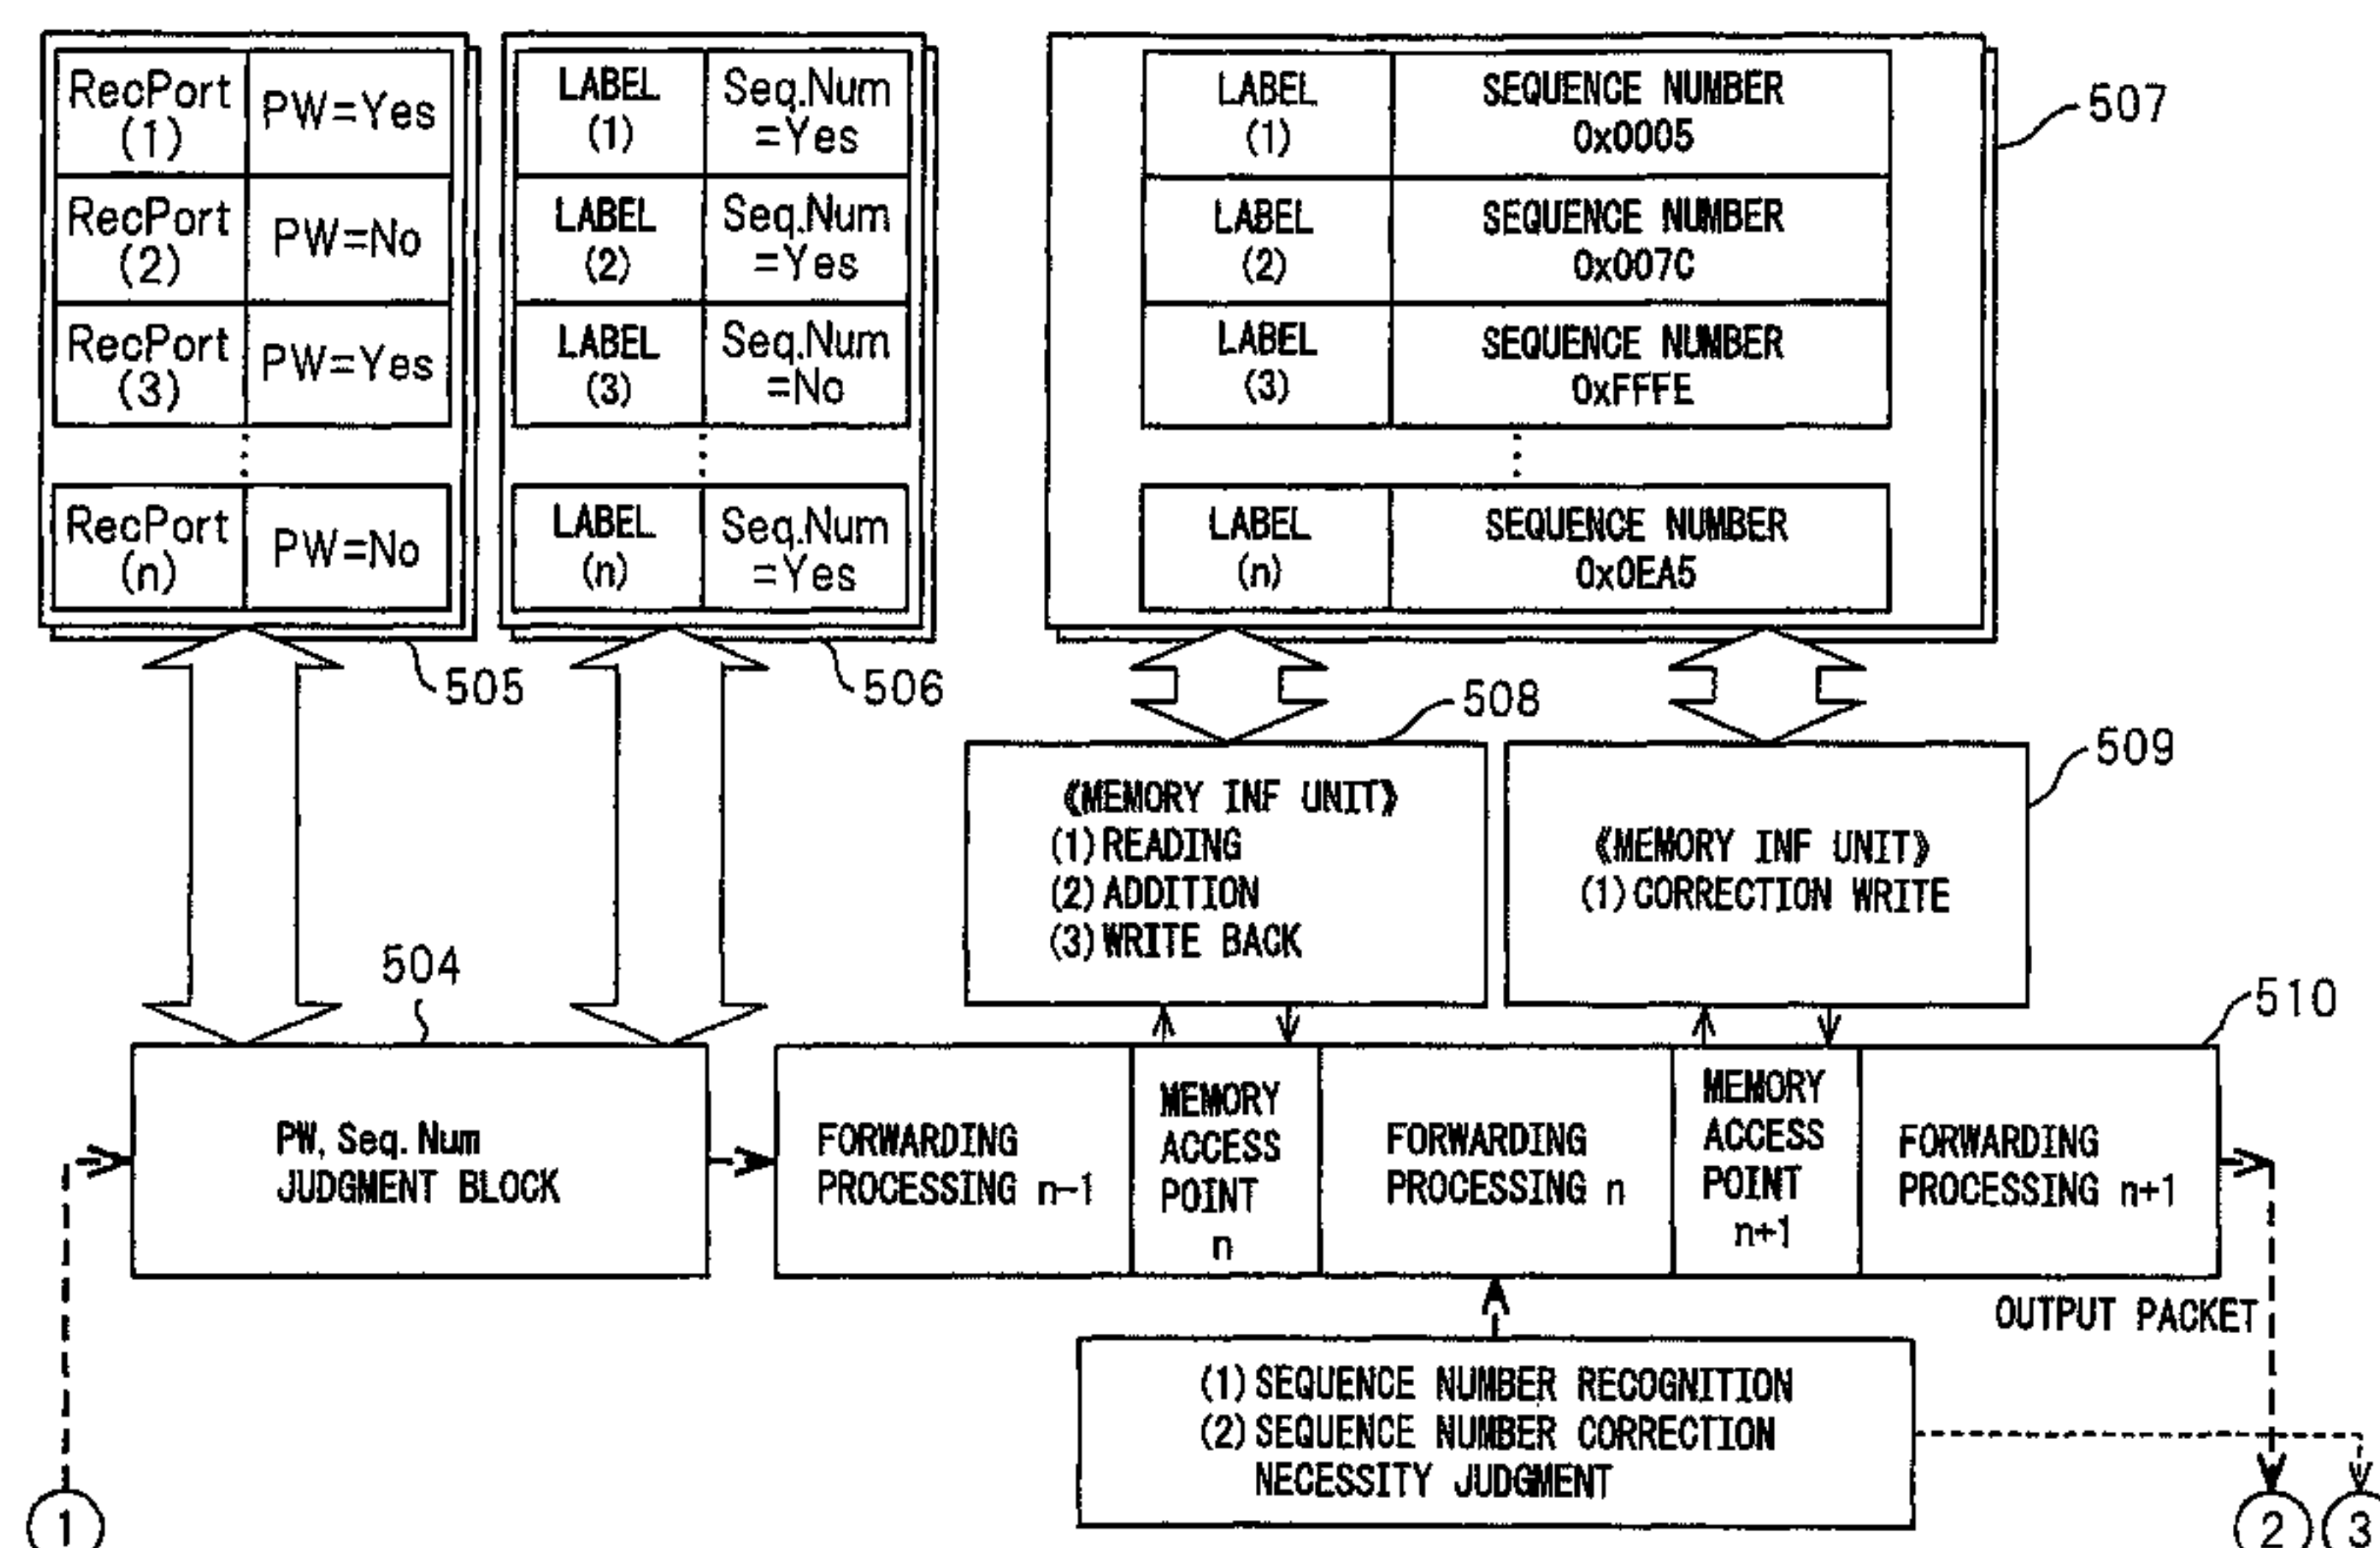 RecPort
(1)
PW=Yes
RecPort
(2)
PW=No
RecPort
(3)
PW=Yes
RecPort
(n)
PW=No
505
LABEL
(1)
Seq.Num
=Yes
LABEL
(2)
Seq.Num
=Yes
LABEL
(3)
Seq.Num
=No
LABEL
(n)
Seq.Num
=Yes
506
LABEL
(1)
SEQUENCE NUMBER
0x0005
LABEL
(2)
SEQUENCE NUMBER
0x007C
LABEL
(3)
SEQUENCE NUMBER
0xFFFE
LABEL
(n)
SEQUENCE NUMBER
0x0EA5
507
508
《MEMORY INF UNIT》
(1)READING
(2)ADDITION
(3)WRITE BACK
509
《MEMORY INF UNIT》
(1)CORRECTION WRITE
504
PW, Seq.Num
JUDGMENT BLOCK
510
FORWARDING
PROCESSING n-1
MEMORY
ACCESS
POINT
n
FORWARDING
PROCESSING n
MEMORY
ACCESS
POINT
n+1
FORWARDING
PROCESSING n+1
OUTPUT PACKET
(1)SEQUENCE NUMBER RECOGNITION
(2)SEQUENCE NUMBER CORRECTION
NECESSITY JUDGMENT
1
2
3